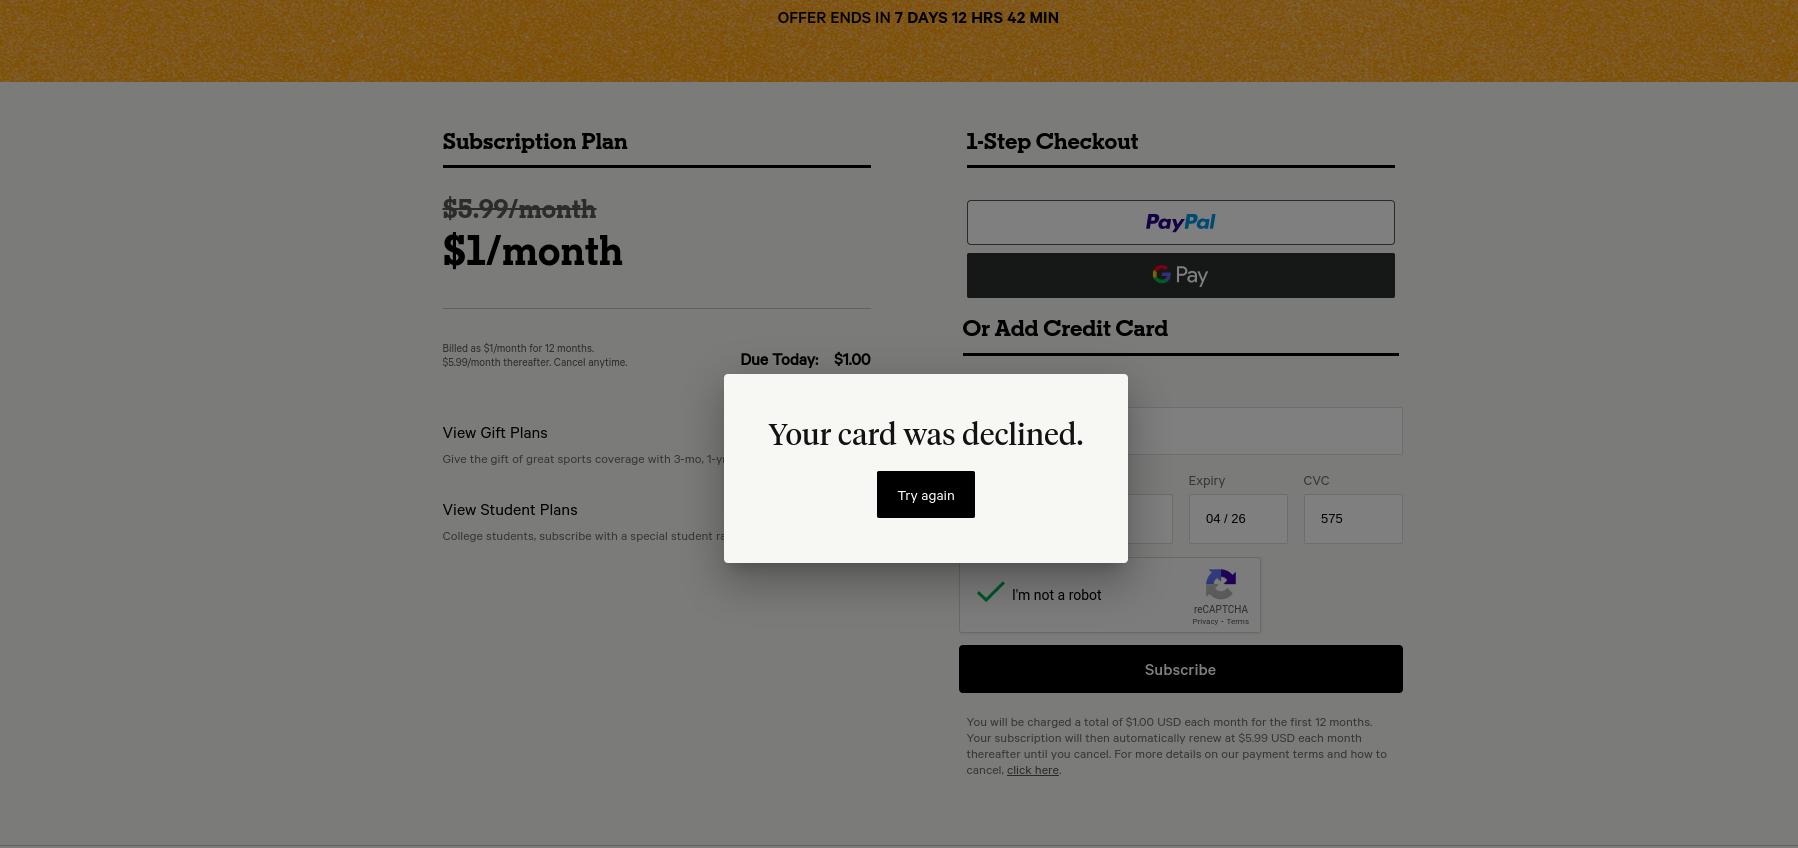 OFFER ENDS IN 7 DAYS 12 HRS 42 MIN
Subscription Plan
$5.99/month
$1/month
Billed as $1/month for 12 months.
$5.99/month thereafter. Cancel anytime.
Due Today: $1.00
View Gift Plans
Give the gift of great sports coverage with 3-mo,
View Student Plans
College students, subscribe with a special student
1-Step Checkout
PayPal
G Pay
Or Add Credit Card
Your card was declined.
Try again
Expiry
CVC
04 / 26
575
I'm not a robot
reCAPTCHA
Privacy - Terms
Subscribe
You will be charged a total of $1.00 USD each month for the first 12 months.
Your subscription will then automatically renew at $5.99 USD each month
thereafter until you cancel. For more details on our payment terms and how to
cancel, click here.